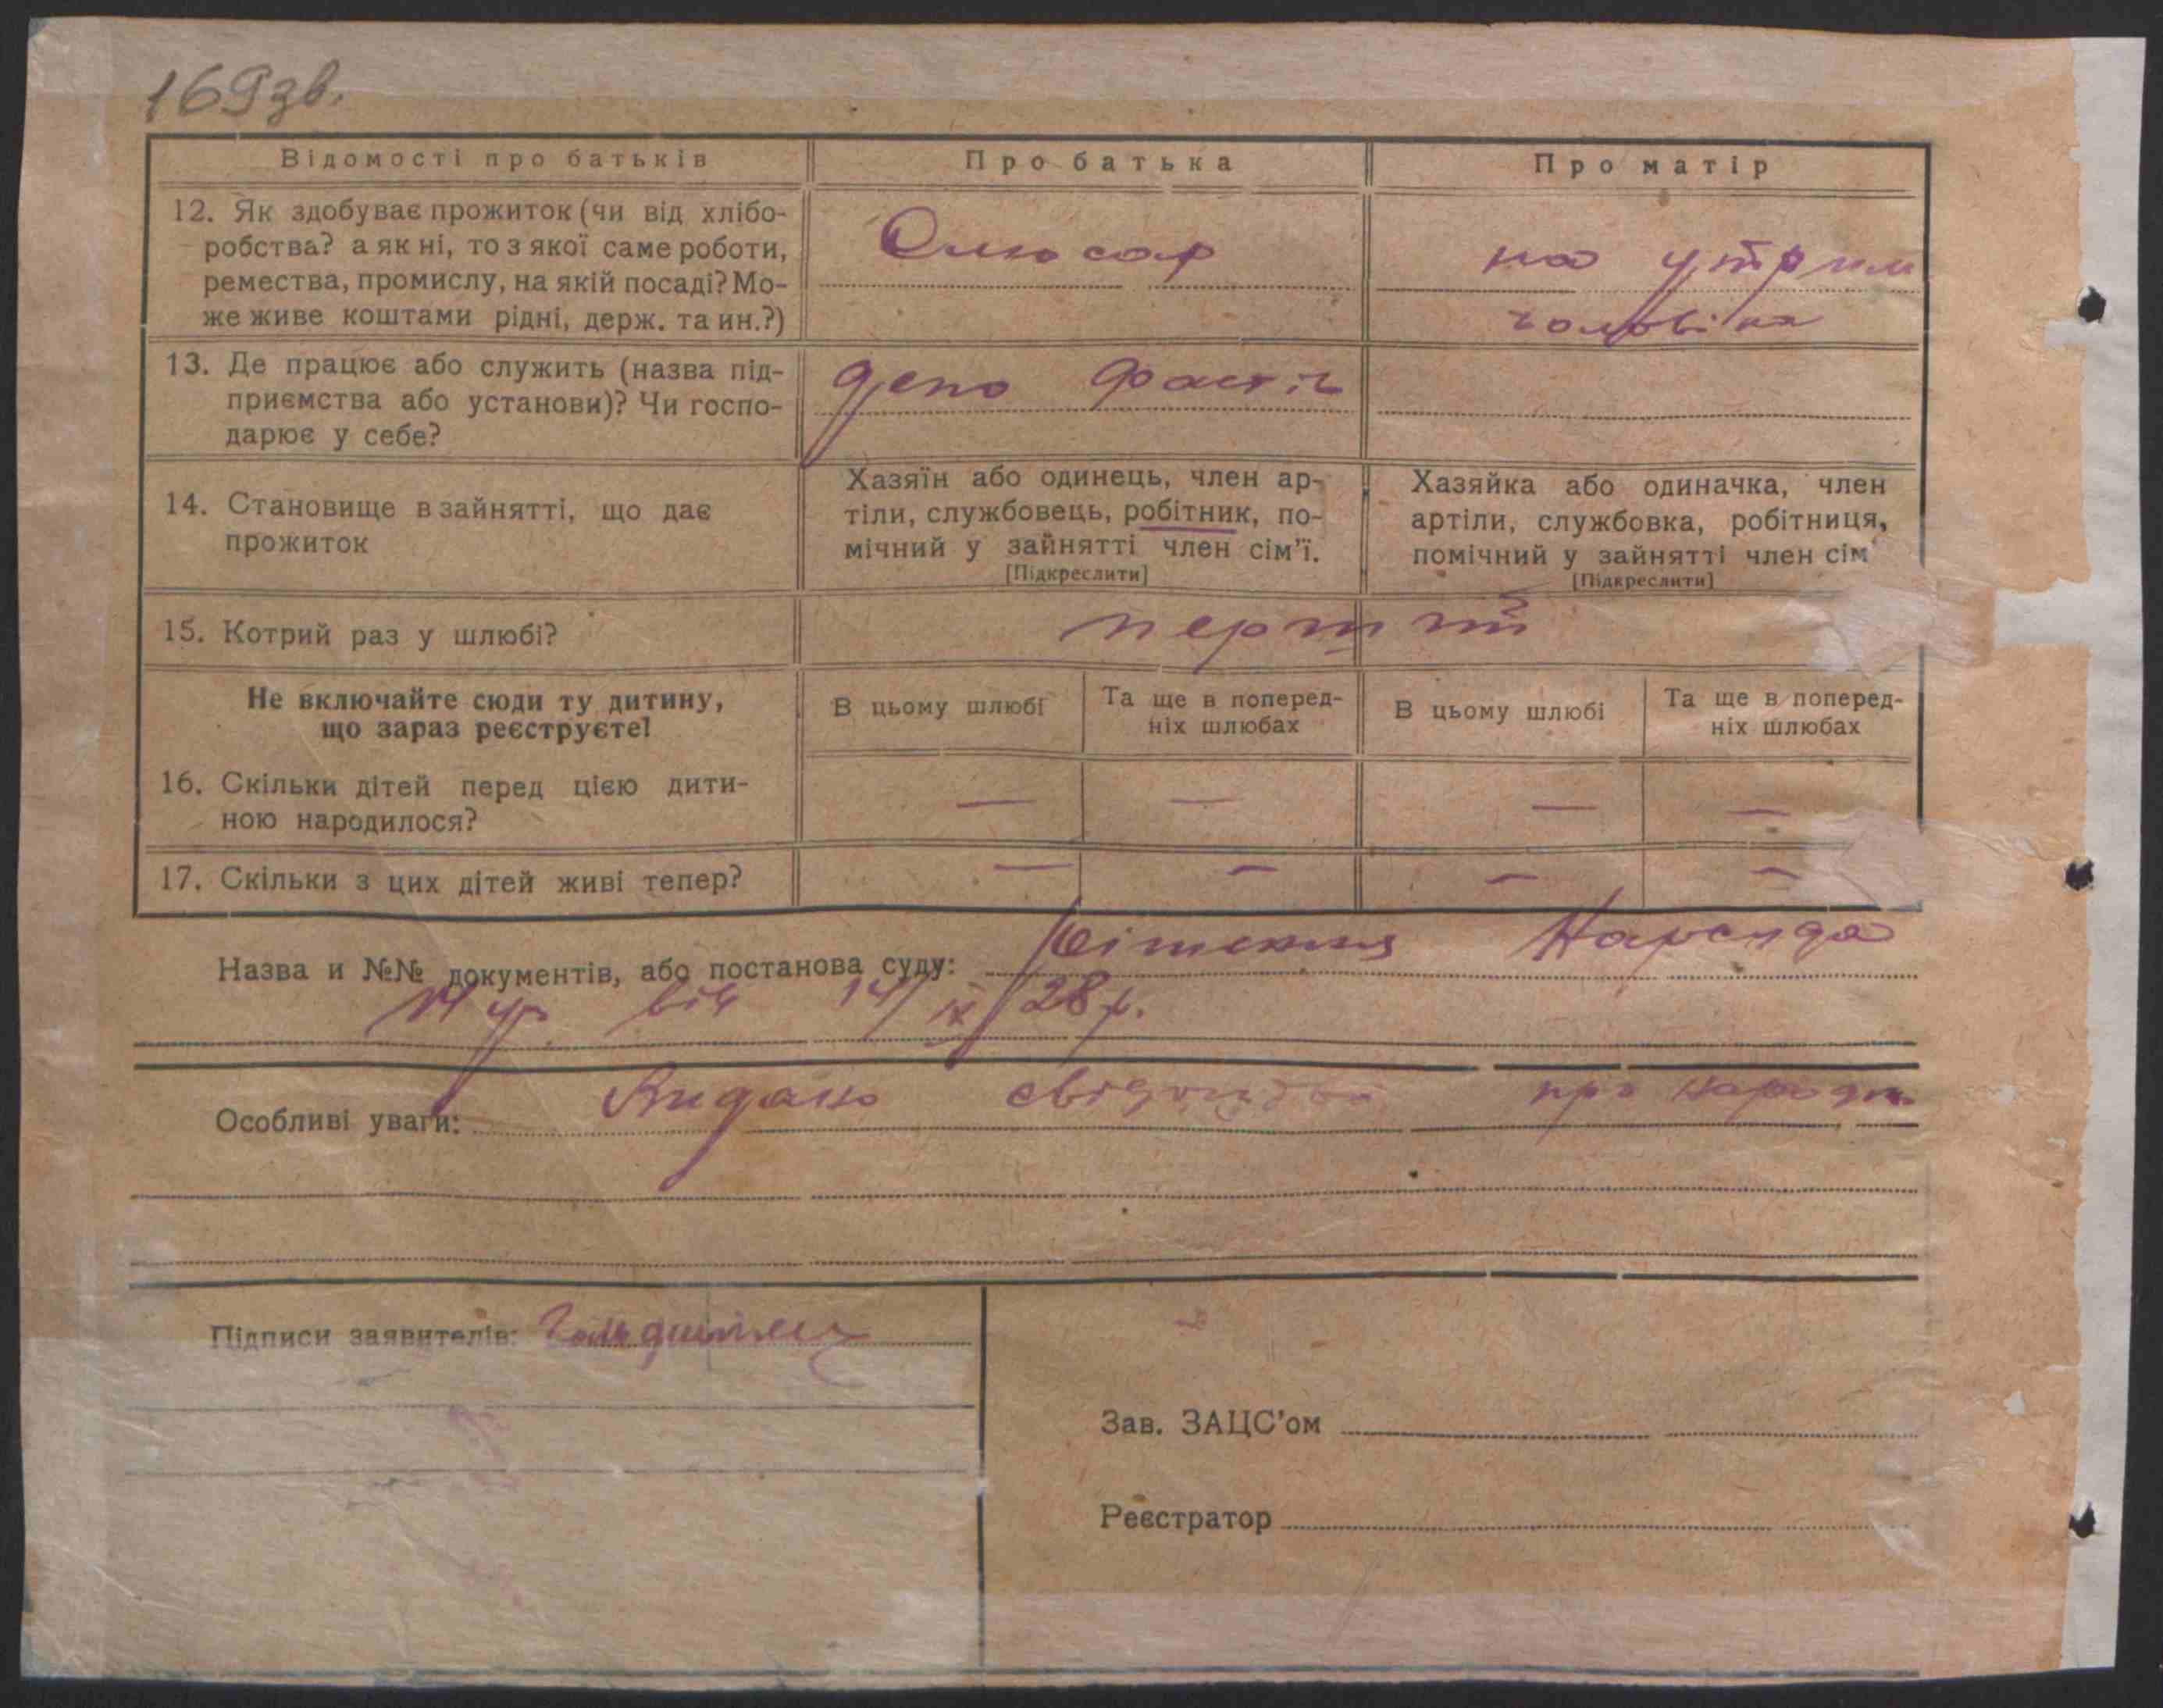 169 зв.
Відомості про батьків
Про батька
Про матір
12. Як здобуває прожиток (чи від хлібо-
робства? а як ні, то з якої саме роботи,
ремества, промислу, на якій посаді? Мо-
же живе коштами рідні, держ. та ин.?)
Слюсар
на утрим
чоловіка
13. Де працює або служить (назва під-
приємства або установи)? Чи госпо-
дарює у себе?
депо Фастів
14. Становище в зайнятті, що дає
прожиток
Хазяїн або одинець, член ар-
тіли, службовець, робітник, по-
мічний у зайнятті член сім'ї.
[Підкреслити]
Хазяйка або одиначка, член
артіли, службовка, робітниця,
помічний у зайнятті член сім'
[Підкреслити]
15. Котрий раз у шлюбі?
перший
Не включайте сюди ту дитину,
що зараз реєструєте!
В цьому шлюбі
Та ще в поперед-
ніх шлюбах
В цьому шлюбі
Та ще в поперед-
ніх шлюбах
16. Скільки дітей перед цією дити-
ною народилося?
— — — —
17. Скільки з цих дітей живі тепер?
— — — —
Назва и №№ документів, або постанова суду: Рішення Нарсуда
від /IX/28 р.
Особливі уваги: Видано свідоцтво про народж.
Підписи заявителів:
Зав. ЗАЦС'ом
Реєстратор